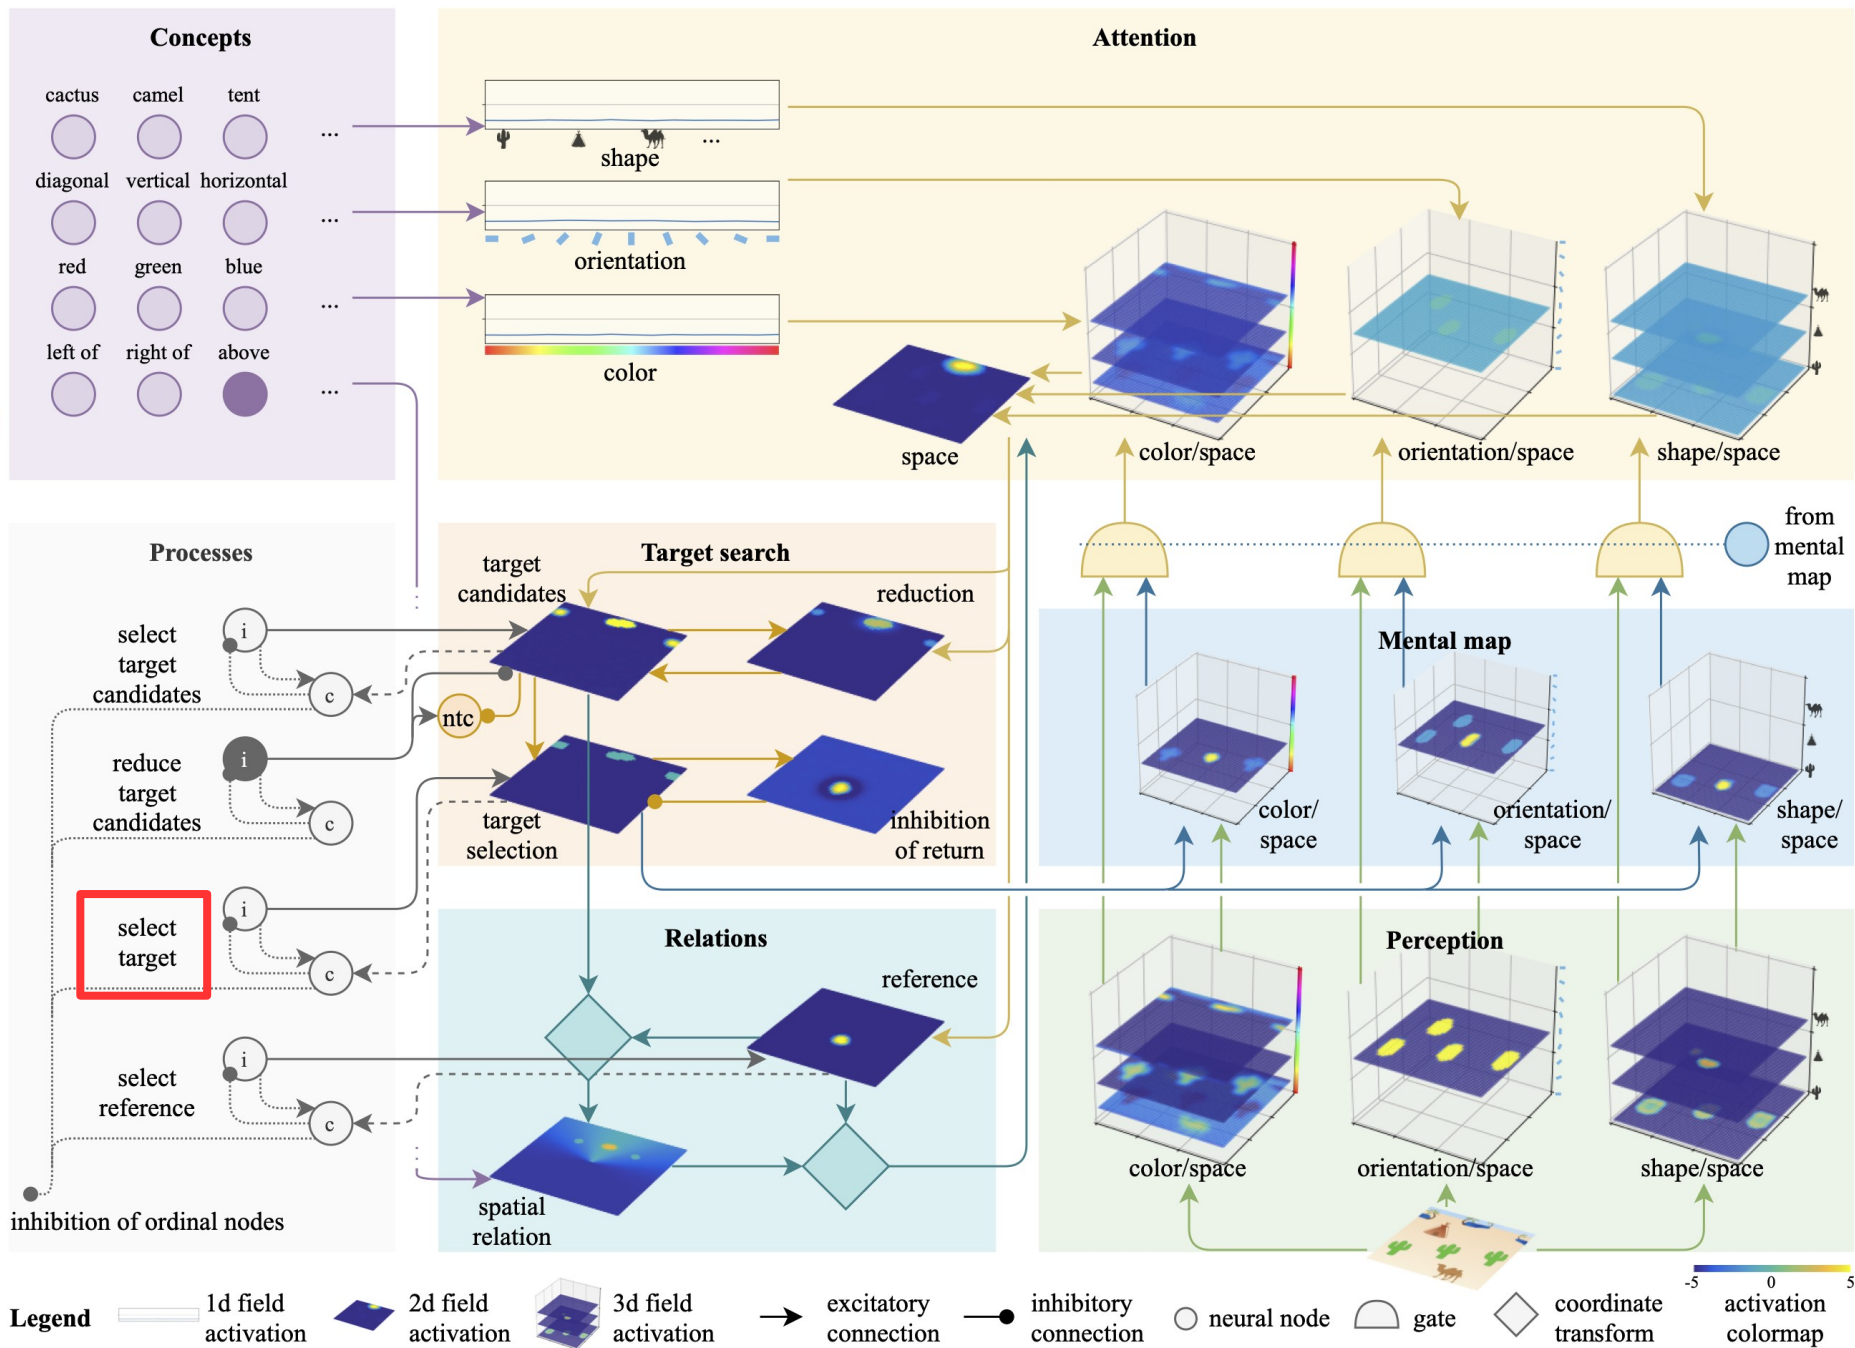 Concepts
cactus camel tent
...
diagonal vertical horizontal
...
red green blue
...
left of right of above
...
Attention
...
shape
orientation
color
space
color/space
orientation/space
shape/space
from
mental
map
Processes
select
target
candidates
i
c
reduce
target
candidates
i
c
select
target
i
c
select
reference
i
c
inhibition of ordinal nodes
Target search
target
candidates
reduction
ntc
target
selection
inhibition
of return
Relations
reference
spatial
relation
Mental map
color/
space
orientation/
space
shape/
space
Perception
color/space
orientation/space
shape/space
Legend
1d field
activation
2d field
activation
3d field
activation
excitatory
connection
inhibitory
connection
neural node
gate
coordinate
transform
-5 0 5
activation
colormap